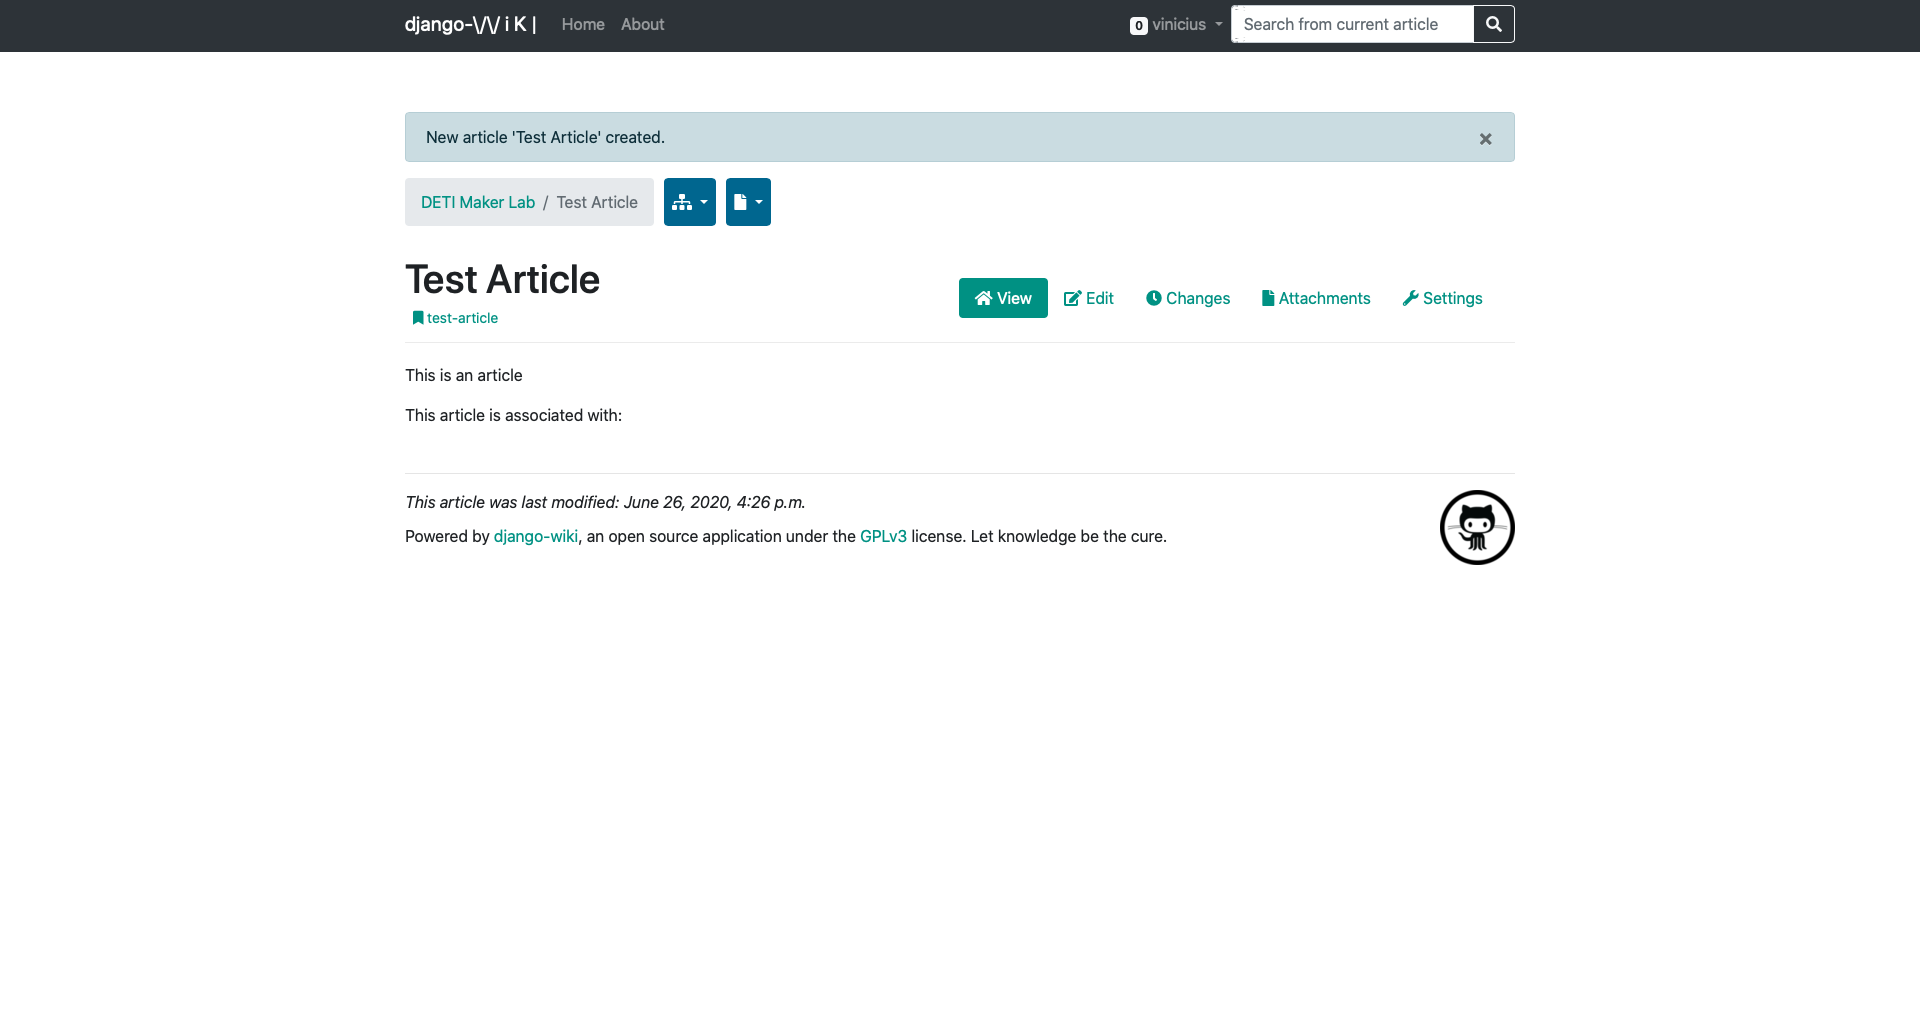 django-\/\/ i K | Home About 0 vinicius Search from current article
New article 'Test Article' created. ×
DETI Maker Lab / Test Article
Test Article
View Edit Changes Attachments Settings
test-article
This is an article
This article is associated with:
This article was last modified: June 26, 2020, 4:26 p.m.
Powered by django-wiki, an open source application under the GPLv3 license. Let knowledge be the cure.